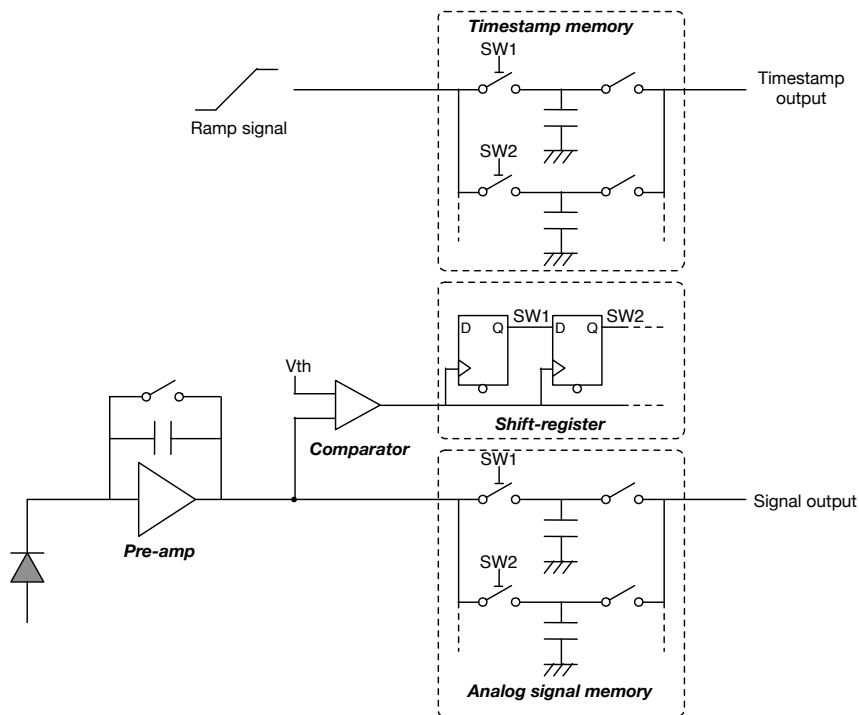 Timestamp memory
SW1
Timestamp
output
Ramp signal
SW2
D Q SW1 D Q SW2
Vth
Comparator
Shift-register
SW1
Signal output
Pre-amp
SW2
Analog signal memory